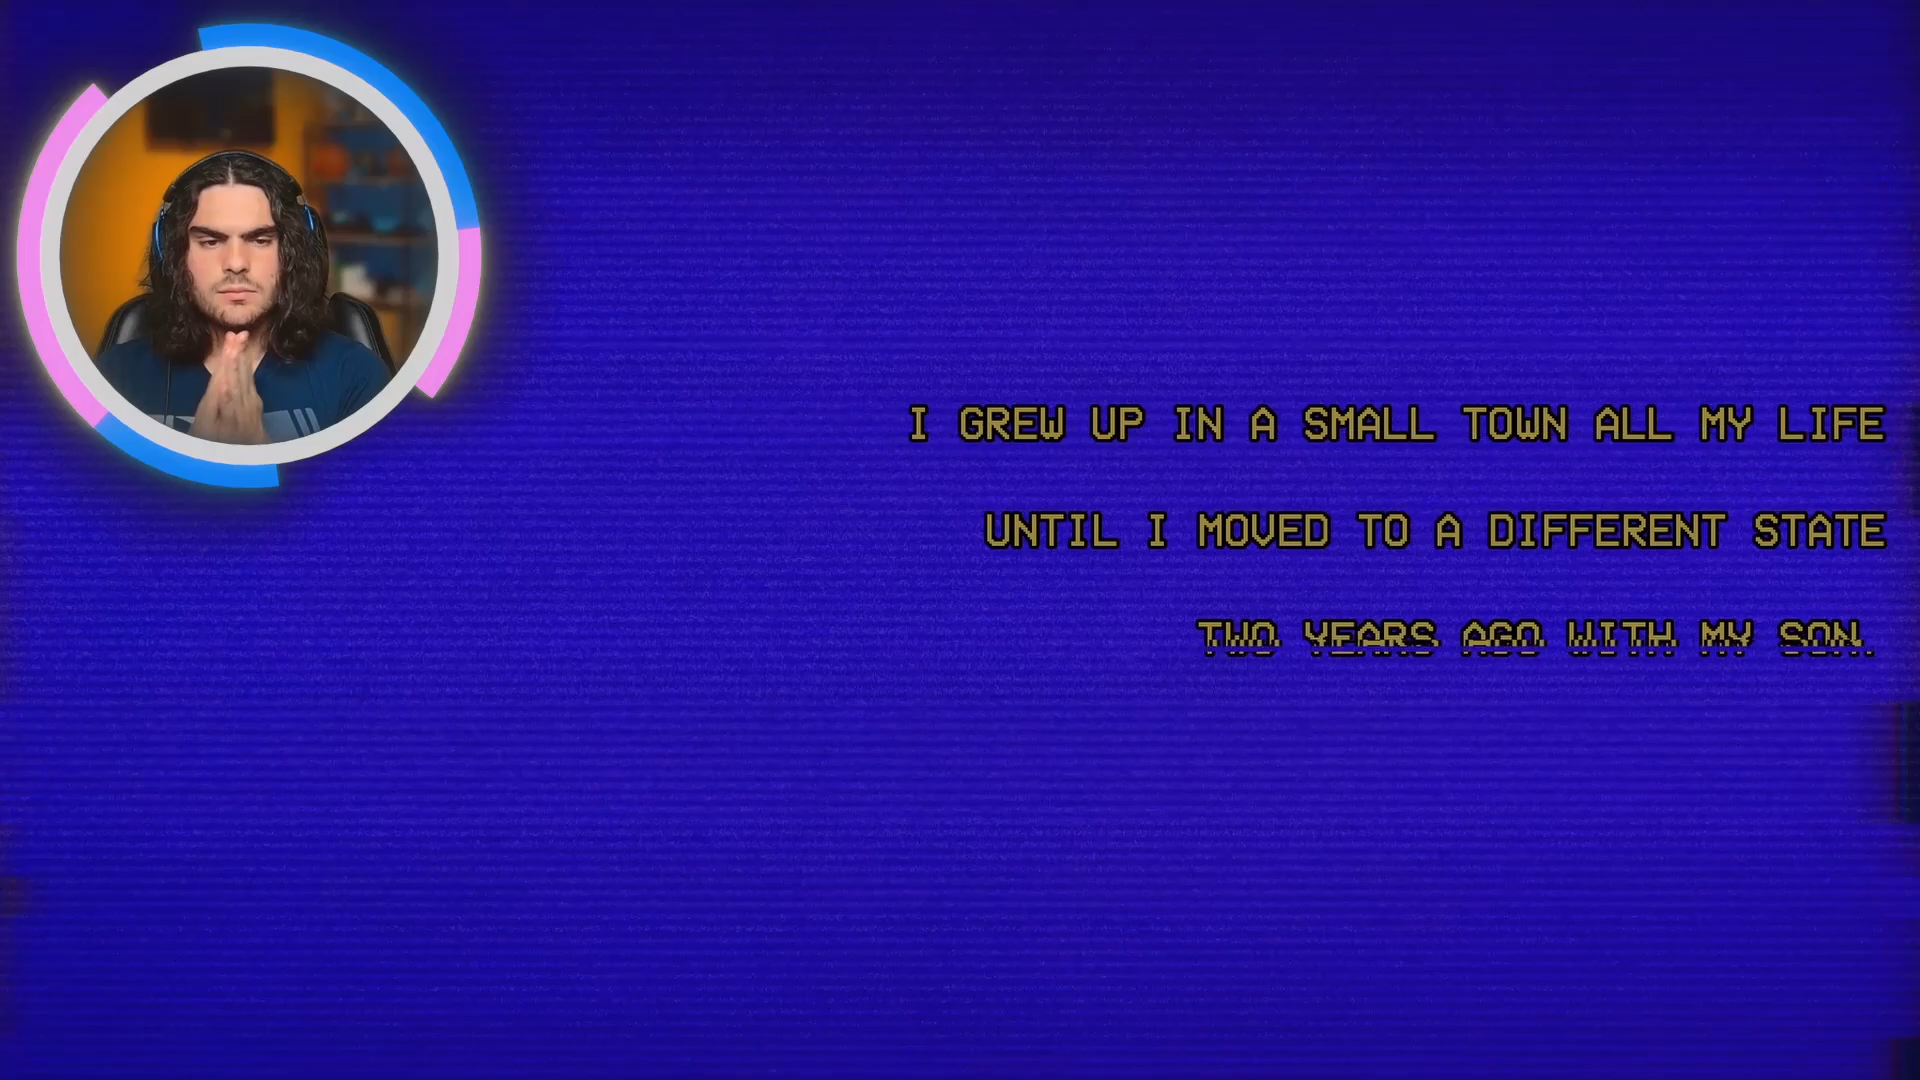 I GREW UP IN A SMALL TOWN ALL MY LIFE
UNTIL I MOVED TO A DIFFERENT STATE
TWO YEARS AGO WITH MY SON.